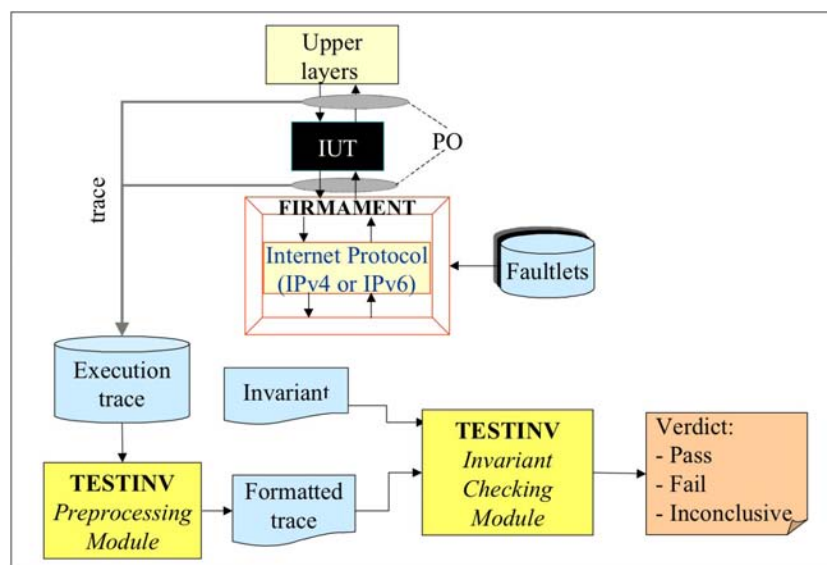 Upper
layers
IUT
PO
trace
FIRMAMENT
Internet Protocol
(IPv4 or IPv6)
Faultlets
Execution
trace
Invariant
TESTINV
Preprocessing
Module
Formatted
trace
TESTINV
Invariant
Checking
Module
Verdict:
- Pass
- Fail
- Inconclusive